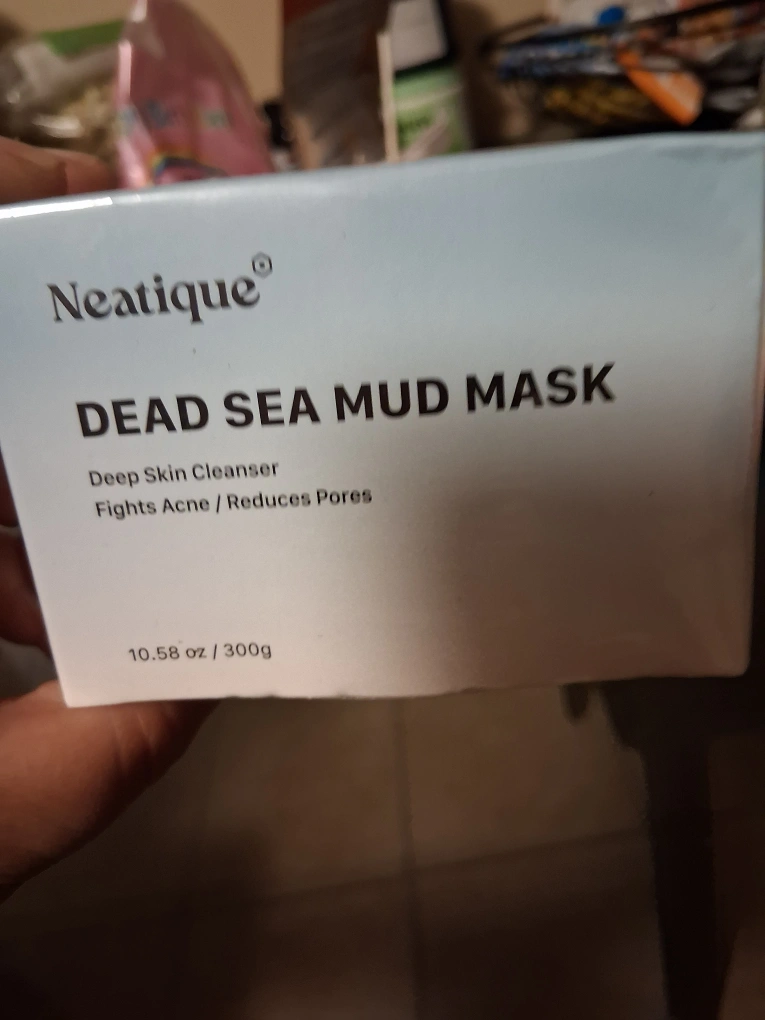 Neatique
DEAD SEA MUD MASK
Deep Skin Cleanser
Fights Acne / Reduces Pores
10.58 oz / 300g